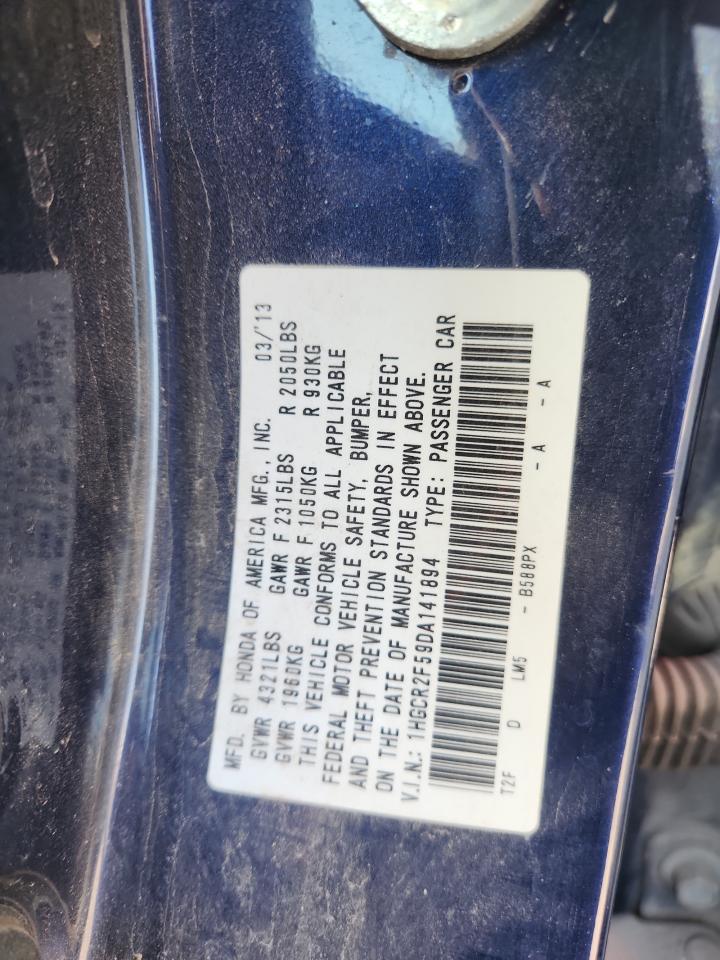 MFD. BY HONDA OF AMERICA MFG., INC. 03/'13
GVWR 4321LBS GAWR F 2315LBS R 2050LBS
GVWR 1960KG GAWR F 1050KG R 930KG
THIS VEHICLE CONFORMS TO ALL APPLICABLE
FEDERAL MOTOR VEHICLE SAFETY, BUMPER,
AND THEFT PREVENTION STANDARDS IN EFFECT
ON THE DATE OF MANUFACTURE SHOWN ABOVE.
V.I.N.: 1HGCR2F59DA141894 TYPE: PASSENGER CAR
T2F D LM5 - B588PX - A - A